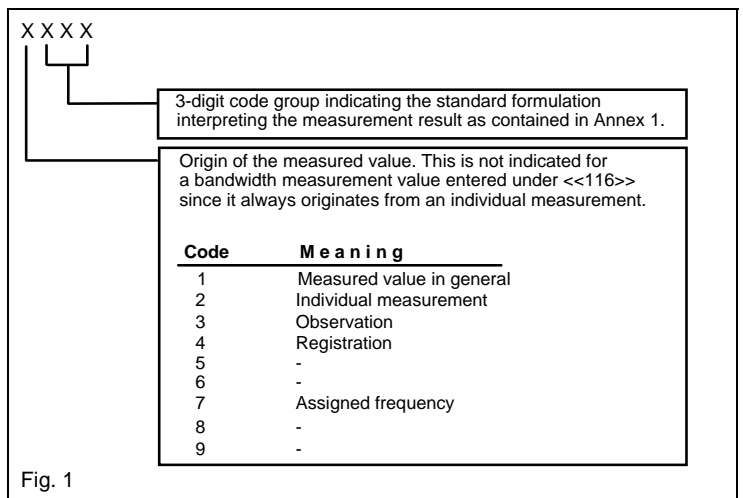 X X X X
3-digit code group indicating the standard formulation
interpreting the measurement result as contained in Annex 1.
Origin of the measured value. This is not indicated for
a bandwidth measurement value entered under <<116>>
since it always originates from an individual measurement.
Code M e a n i n g
1 Measured value in general
2 Individual measurement
3 Observation
4 Registration
5 -
6 -
7 Assigned frequency
8 -
9 -
Fig. 1